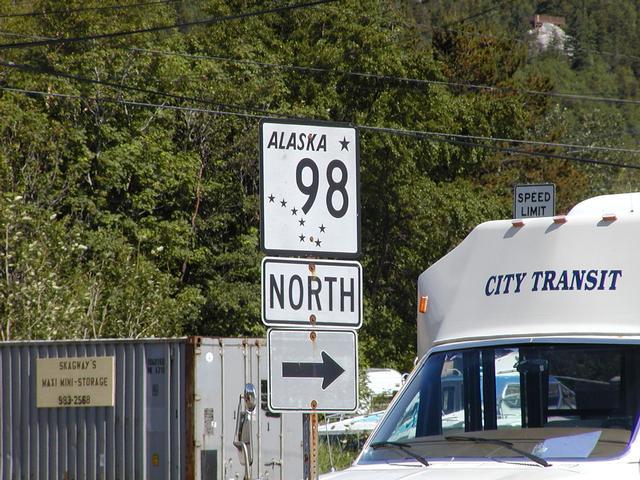 ALASKA
98
NORTH
SPEED
LIMIT
CITY TRANSIT
SKAGWAY'S
MAXI MINI-STORAGE
983-2568